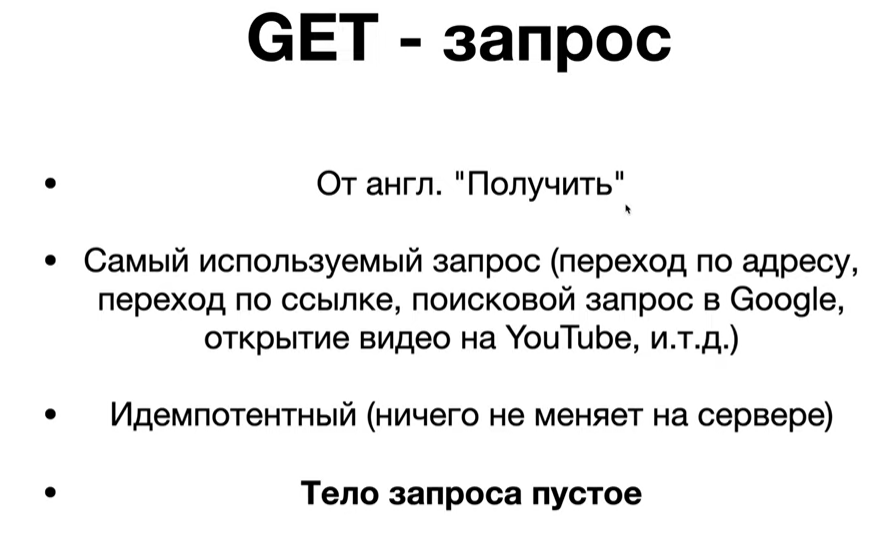 GET - запрос
• От англ. "Получить"
• Самый используемый запрос (переход по адресу,
переход по ссылке, поисковой запрос в Google,
открытие видео на YouTube, и.т.д.)
• Идемпотентный (ничего не меняет на сервере)
• Тело запроса пустое